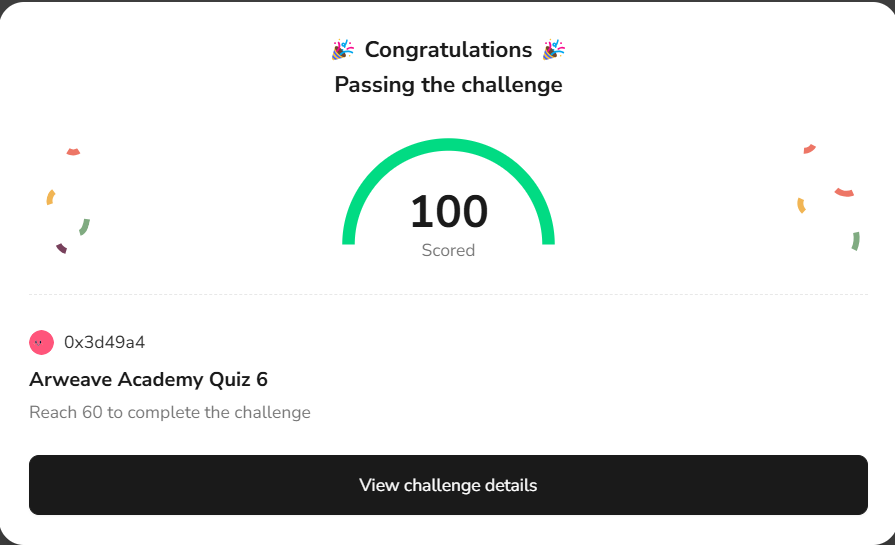 🎉 Congratulations 🎉
Passing the challenge
100
Scored
0x3d49a4
Arweave Academy Quiz 6
Reach 60 to complete the challenge
View challenge details